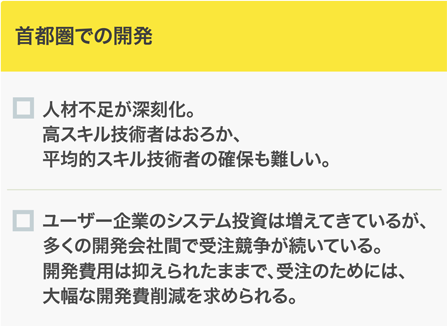 首都圏での開発
人材不足が深刻化。
高スキル技術者はおろか、
平均的スキル技術者の確保も難しい。
ユーザー企業のシステム投資は増えてきているが、
多くの開発会社間で受注競争が続いている。
開発費用は抑えられたままで、受注のためには、
大幅な開発費削減を求められる。